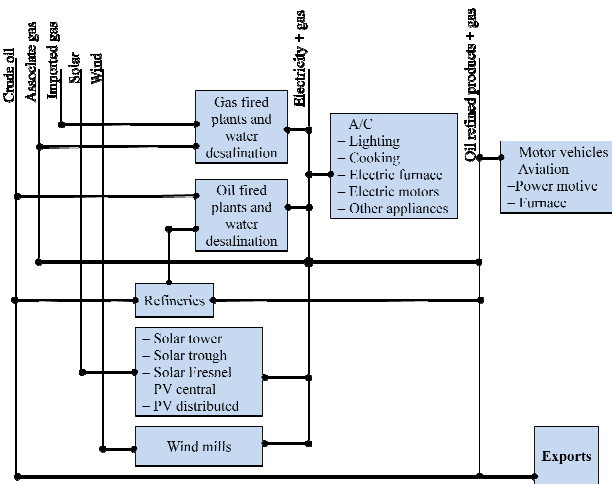 Crude oil
Associate gas
Imported gas
Solar
Wind
Electricity + gas
Oil refined products + gas
Gas fired
plants and
water
desalination
A/C
– Lighting
– Cooking
– Electric furnace
– Electric motors
– Other appliances
Motor vehicles
Aviation
–Power motive
– Furnace
Oil fired
plants and
water
desalination
Refineries
– Solar tower
– Solar trough
– Solar Fresnel
PV central
– PV distributed
Wind mills
Exports